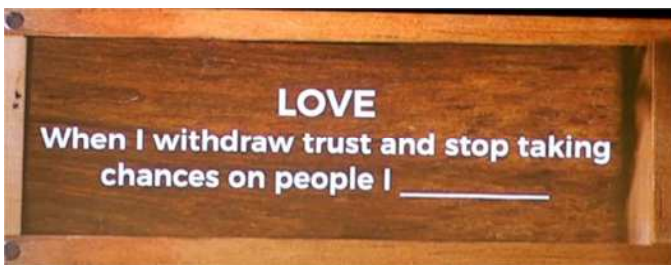 LOVE
When I withdraw trust and stop taking
chances on people I __________